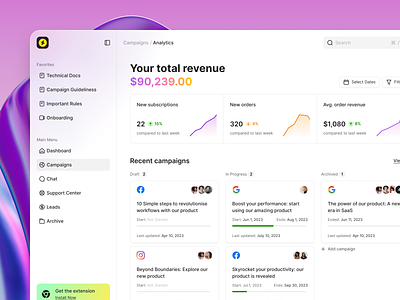 Campaigns / Analytics
Search
Favorites
Technical Docs
Campaign Guideliness
Important Rules
Onboarding
Main Menu
Dashboard
Campaigns
Chat
Support Center
Leads
Archive
Get the extension
Install Now
Your total revenue
$90,239.00
Select Dates
New subscriptions
22 15%
compared to last week
New orders
320
compared to last week
Avg. order revenue
$1,080 8%
compared to last week
Recent campaigns
Draft 2
In Progress 2
Archived 1
10 Simple steps to revolutionise workflows with our product
Start: Not Started
Last updated: Apr 10, 2023
Boost your performance: start using our amazing product
Start: Jun 1, 2023 Ends: Aug 1, 2023
Last updated: July 10, 2023
The power of our product: A new era in SaaS
Ended: Jun 11, 2023
Last updated: Apr 10, 2023
Add campaign
Beyond Boundaries: Explore our new product
Start: Not Started
Last updated: Apr 10, 2023
Skyrocket your productivity: our product is revealed
Start: Jul 1, 2023 Ends: Sep 30, 2023